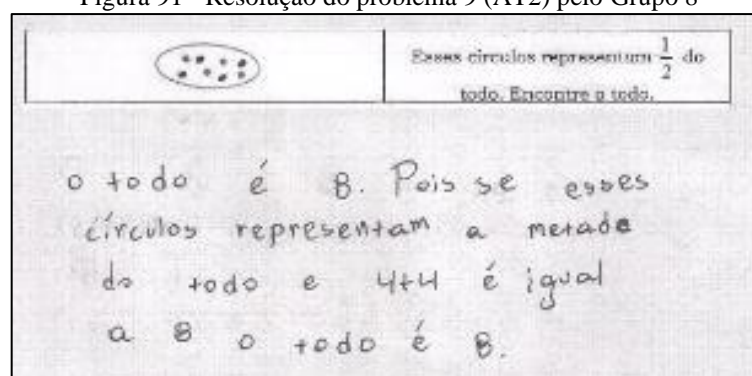 Figura 91 - Resolução do problema 9 (AT2) pelo Grupo 8
Esses círculos representam 1/2 do
todo. Encontre o todo.
o todo é 8. Pois se esses
círculos representam a metade
do todo e 4+4 é igual
a 8 o todo é 8.